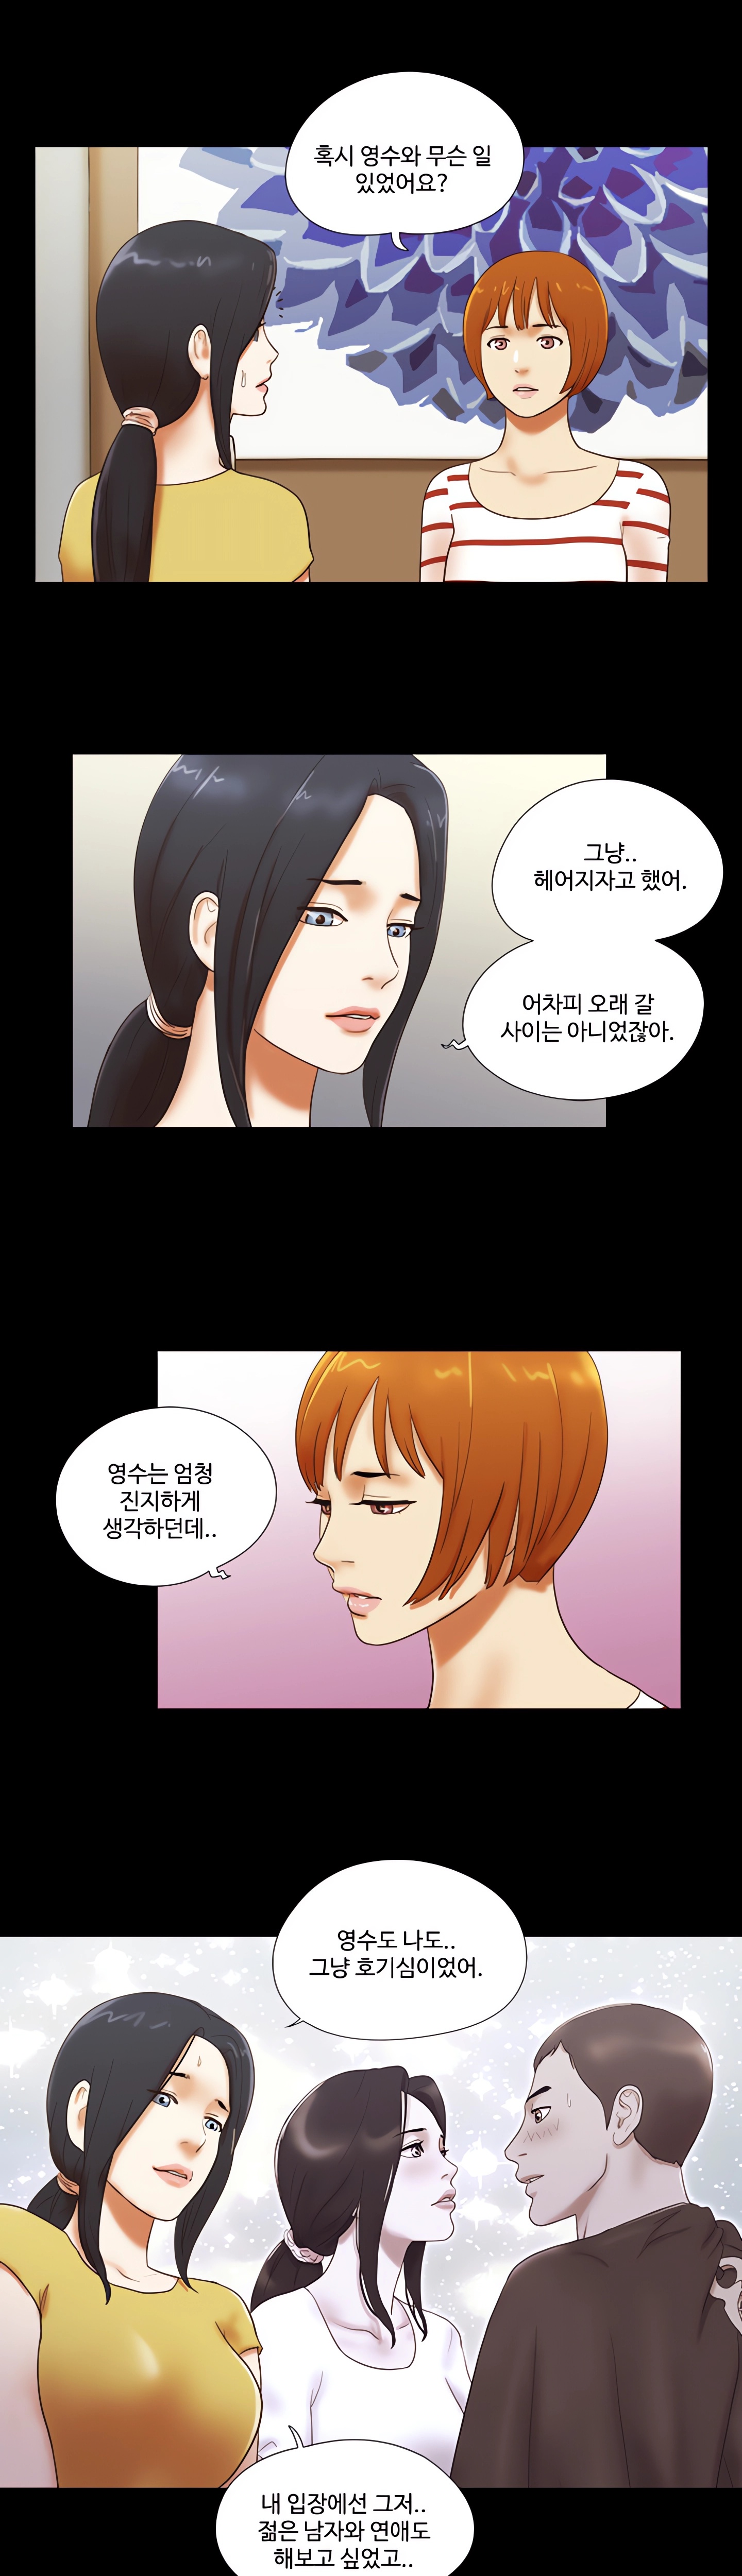 혹시 영수와 무슨 일
있었어요?
그냥..
헤어지자고 했어.
어차피 오래 갈
사이는 아니었잖아.
영수는 엄청
진지하게
생각하던데..
영수도 나도..
그냥 호기심이었어.
내 입장에선 그저..
젊은 남자와 연애도
해보고 싶었고..